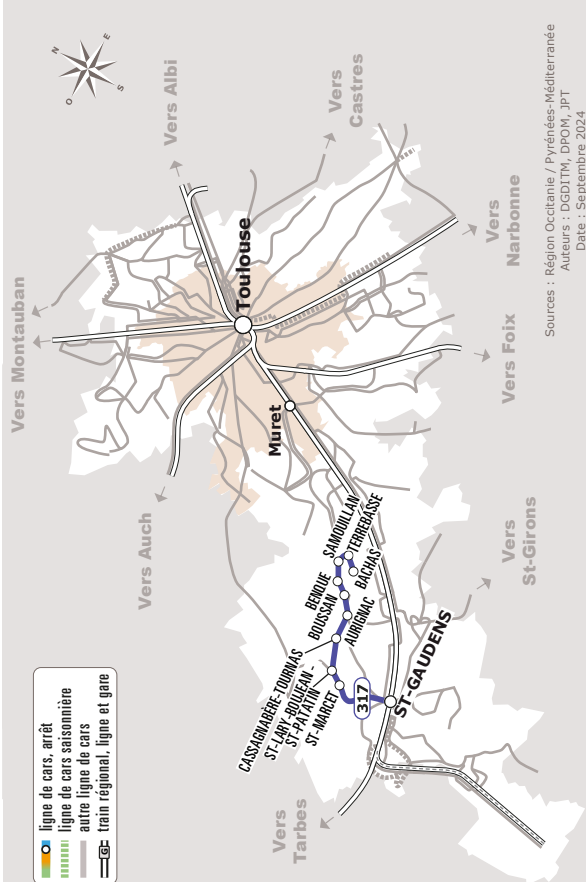 ligne de cars, arrêt
ligne de cars saisonnière
autre ligne de cars
G
train régional, ligne et gare
N
E
S
O
Vers Montauban
Vers Albi
Vers
Castres
Vers
Narbonne
Vers Foix
Vers
St-Girons
Vers
Tarbes
Vers Auch
Toulouse
Muret
SAMOUILLAN
TERREBASSE
BACHAS
BENQUE
BOUSSAN
AURIGNAC
CASSAGNABÈRE-TOURNAS
ST-LARY-BOUJEAN -
ST-PATATIN
ST-MARCET
317
ST-GAUDENS
Sources : Région Occitanie / Pyrénées-Méditerranée
Auteurs : DGDITM, DPOM, JPT
Date : Septembre 2024